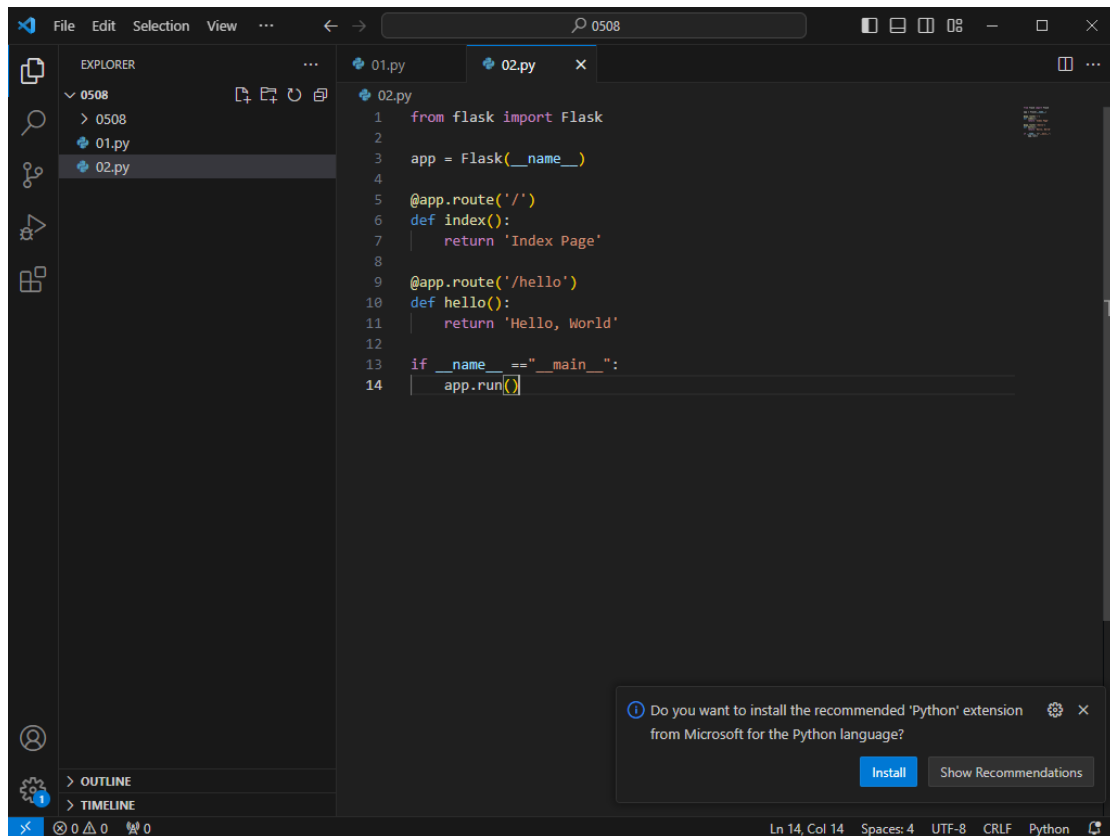 File Edit Selection View ··· ← → 0508
EXPLORER ···
0508
0508
01.py
02.py
01.py 02.py
02.py
1 from flask import Flask
2
3 app = Flask(__name__)
4
5 @app.route('/')
6 def index():
7     return 'Index Page'
8
9 @app.route('/hello')
10 def hello():
11     return 'Hello, World'
12
13 if __name__ =="__main__":
14     app.run()
Do you want to install the recommended 'Python' extension
from Microsoft for the Python language?
Install Show Recommendations
OUTLINE
TIMELINE
1
0 0 0 Ln 14, Col 14 Spaces: 4 UTF-8 CRLF Python